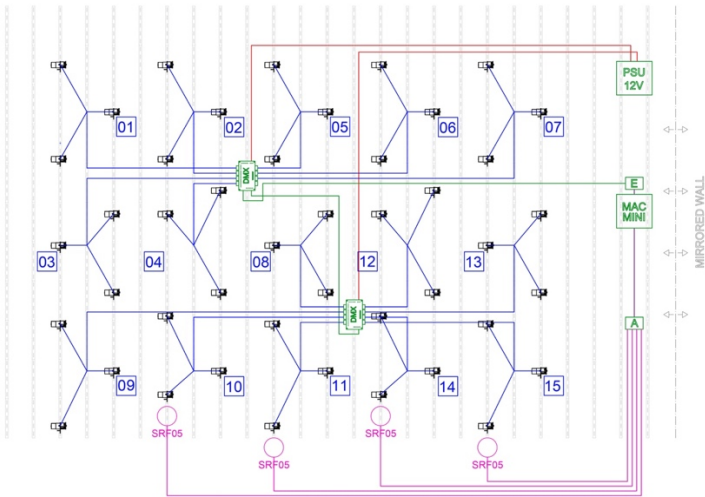 PSU
12V
01
02
05
06
07
DMX
E
MAC
MINI
MIRRORED WALL
03
04
08
12
13
DMX
A
09
10
11
14
15
SRF05
SRF05
SRF05
SRF05